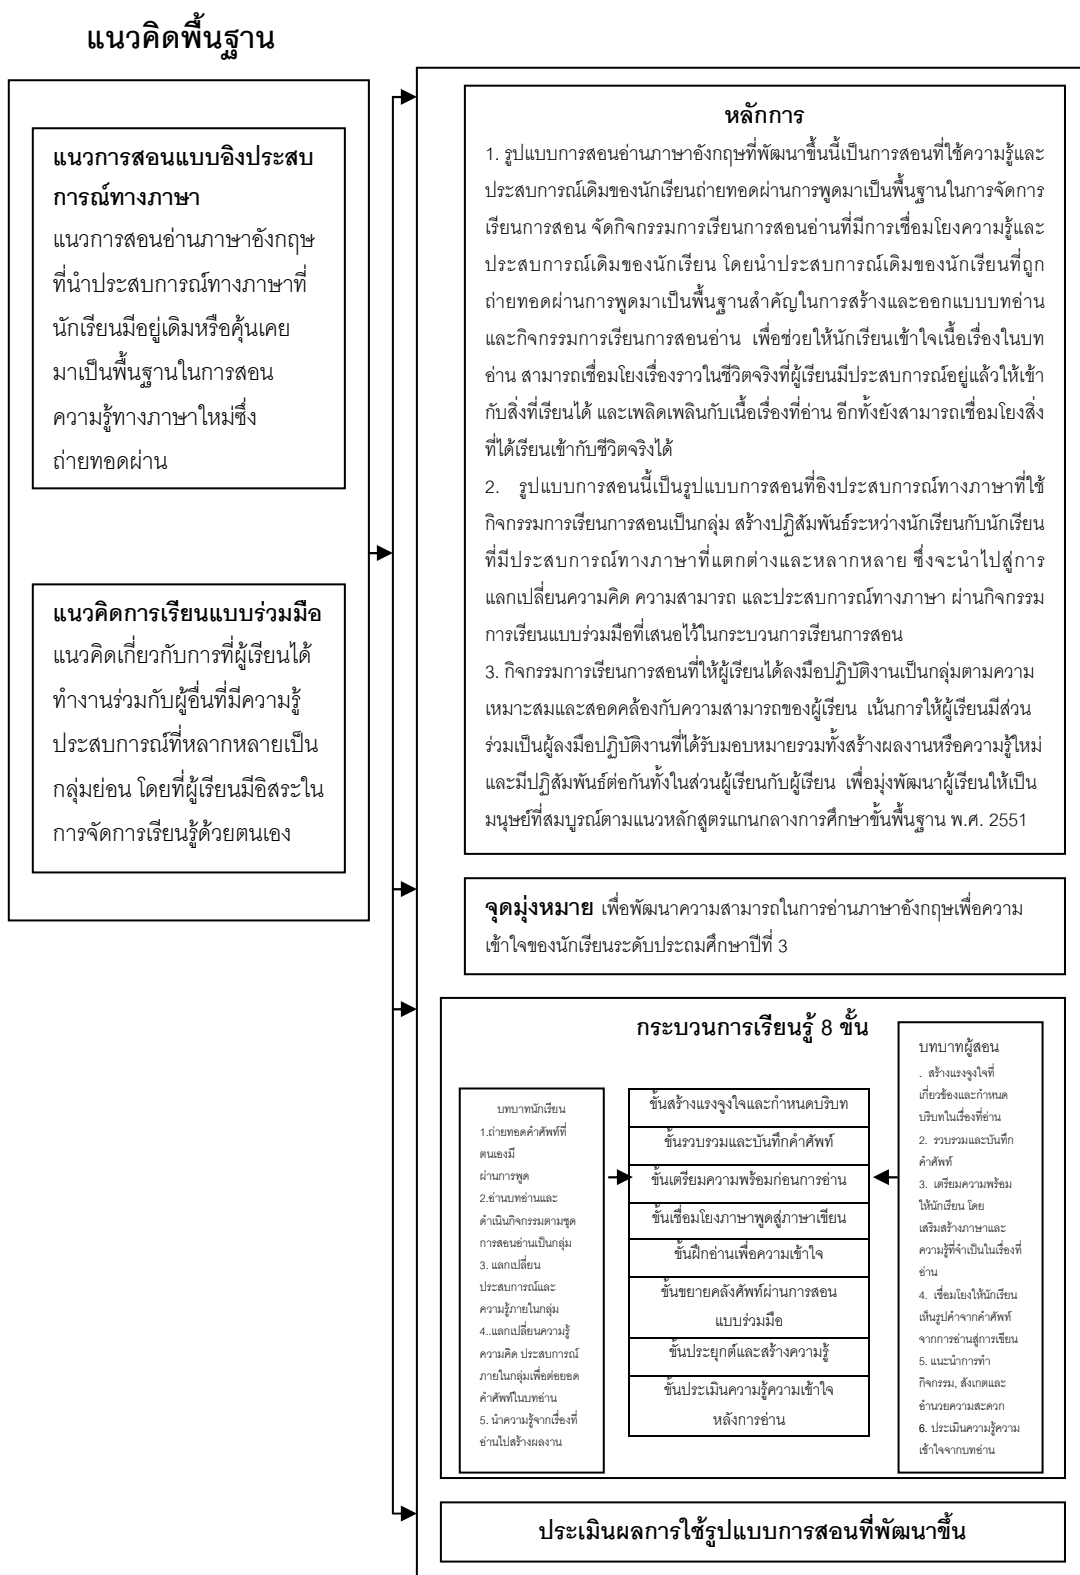 แนวคิดพื้นฐาน
แนวการสอนแบบอิงประสบ
การณ์ทางภาษา
แนวการสอนอ่านภาษาอังกฤษ
ที่นำประสบการณ์ทางภาษาที่
นักเรียนมีอยู่เดิมหรือคุ้นเคย
มาเป็นพื้นฐานในการสอน
ความรู้ทางภาษาใหม่ซึ่ง
ถ่ายทอดผ่าน
แนวคิดการเรียนแบบร่วมมือ
แนวคิดเกี่ยวกับการที่ผู้เรียนได้
ทำงานร่วมกับผู้อื่นที่มีความรู้
ประสบการณ์ที่หลากหลายเป็น
กลุ่มย่อน โดยที่ผู้เรียนมีอิสระใน
การจัดการเรียนรู้ด้วยตนเอง
หลักการ
1. รูปแบบการสอนอ่านภาษาอังกฤษที่พัฒนาขึ้นนี้เป็นการสอนที่ใช้ความรู้และ
ประสบการณ์เดิมของนักเรียนถ่ายทอดผ่านการพูดมาเป็นพื้นฐานในการจัดการ
เรียนการสอน จัดกิจกรรมการเรียนการสอนอ่านที่มีการเชื่อมโยงความรู้และ
ประสบการณ์เดิมของนักเรียน โดยนำประสบการณ์เดิมของนักเรียนที่ถูก
ถ่ายทอดผ่านการพูดมาเป็นพื้นฐานสำคัญในการสร้างและออกแบบบทอ่าน
และกิจกรรมการเรียนการสอนอ่าน เพื่อช่วยให้นักเรียนเข้าใจเนื้อเรื่องในบท
อ่าน สามารถเชื่อมโยงเรื่องราวในชีวิตจริงที่ผู้เรียนมีประสบการณ์อยู่แล้วให้เข้า
กับสิ่งที่เรียนได้ และเพลิดเพลินกับเนื้อเรื่องที่อ่าน อีกทั้งยังสามารถเชื่อมโยงสิ่ง
ที่ได้เรียนเข้ากับชีวิตจริงได้
2. รูปแบบการสอนนี้เป็นรูปแบบการสอนที่อิงประสบการณ์ทางภาษาที่ใช้
กิจกรรมการเรียนการสอนเป็นกลุ่ม สร้างปฏิสัมพันธ์ระหว่างนักเรียนกับนักเรียน
ที่มีประสบการณ์ทางภาษาที่แตกต่างและหลากหลาย ซึ่งจะนำไปสู่การ
แลกเปลี่ยนความคิด ความสามารถ และประสบการณ์ทางภาษา ผ่านกิจกรรม
การเรียนแบบร่วมมือที่เสนอไว้ในกระบวนการเรียนการสอน
3. กิจกรรมการเรียนการสอนที่ให้ผู้เรียนได้ลงมือปฏิบัติงานเป็นกลุ่มตามความ
เหมาะสมและสอดคล้องกับความสามารถของผู้เรียน เน้นการให้ผู้เรียนมีส่วน
ร่วมเป็นผู้ลงมือปฏิบัติงานที่ได้รับมอบหมายรวมทั้งสร้างผลงานหรือความรู้ใหม่
และมีปฏิสัมพันธ์ต่อกันทั้งในส่วนผู้เรียนกับผู้เรียน เพื่อมุ่งพัฒนาผู้เรียนให้เป็น
มนุษย์ที่สมบูรณ์ตามแนวหลักสูตรแกนกลางการศึกษาขั้นพื้นฐาน พ.ศ. 2551
จุดมุ่งหมาย เพื่อพัฒนาความสามารถในการอ่านภาษาอังกฤษเพื่อความ
เข้าใจของนักเรียนระดับประถมศึกษาปีที่ 3
กระบวนการเรียนรู้ 8 ขั้น
บทบาทนักเรียน
1.ถ่ายทอดคำศัพท์ที่
ตนเองมี
ผ่านการพูด
2.อ่านบทอ่านและ
ดำเนินกิจกรรมตามชุด
การสอนอ่านเป็นกลุ่ม
3. แลกเปลี่ยน
ประสบการณ์และ
ความรู้ภายในกลุ่ม
4..แลกเปลี่ยนความรู้
ความคิด ประสบการณ์
ภายในกลุ่มเพื่อต่อยอด
คำศัพท์ในบทอ่าน
5. นำความรู้จากเรื่องที่
อ่านไปสร้างผลงาน
ขั้นสร้างแรงจูงใจและกำหนดบริบท
ขั้นรวบรวมและบันทึกคำศัพท์
ขั้นเตรียมความพร้อมก่อนการอ่าน
ขั้นเชื่อมโยงภาษาพูดสู่ภาษาเขียน
ขั้นฝึกอ่านเพื่อความเข้าใจ
ขั้นขยายคลังศัพท์ผ่านการสอน
แบบร่วมมือ
ขั้นประยุกต์และสร้างความรู้
ขั้นประเมินความรู้ความเข้าใจ
หลังการอ่าน
บทบาทผู้สอน
. สร้างแรงจูงใจที่
เกี่ยวข้องและกำหนด
บริบทในเรื่องที่อ่าน
2. รวบรวมและบันทึก
คำศัพท์
3. เตรียมความพร้อม
ให้นักเรียน โดย
เสริมสร้างภาษาและ
ความรู้ที่จำเป็นในเรื่องที่
อ่าน
4. เชื่อมโยงให้นักเรียน
เห็นรูปคำจากคำศัพท์
จากการอ่านสู่การเขียน
5. แนะนำการทำ
กิจกรรม, สังเกตและ
อำนวยความสะดวก
6. ประเมินความรู้ความ
เข้าใจจากบทอ่าน
ประเมินผลการใช้รูปแบบการสอนที่พัฒนาขึ้น